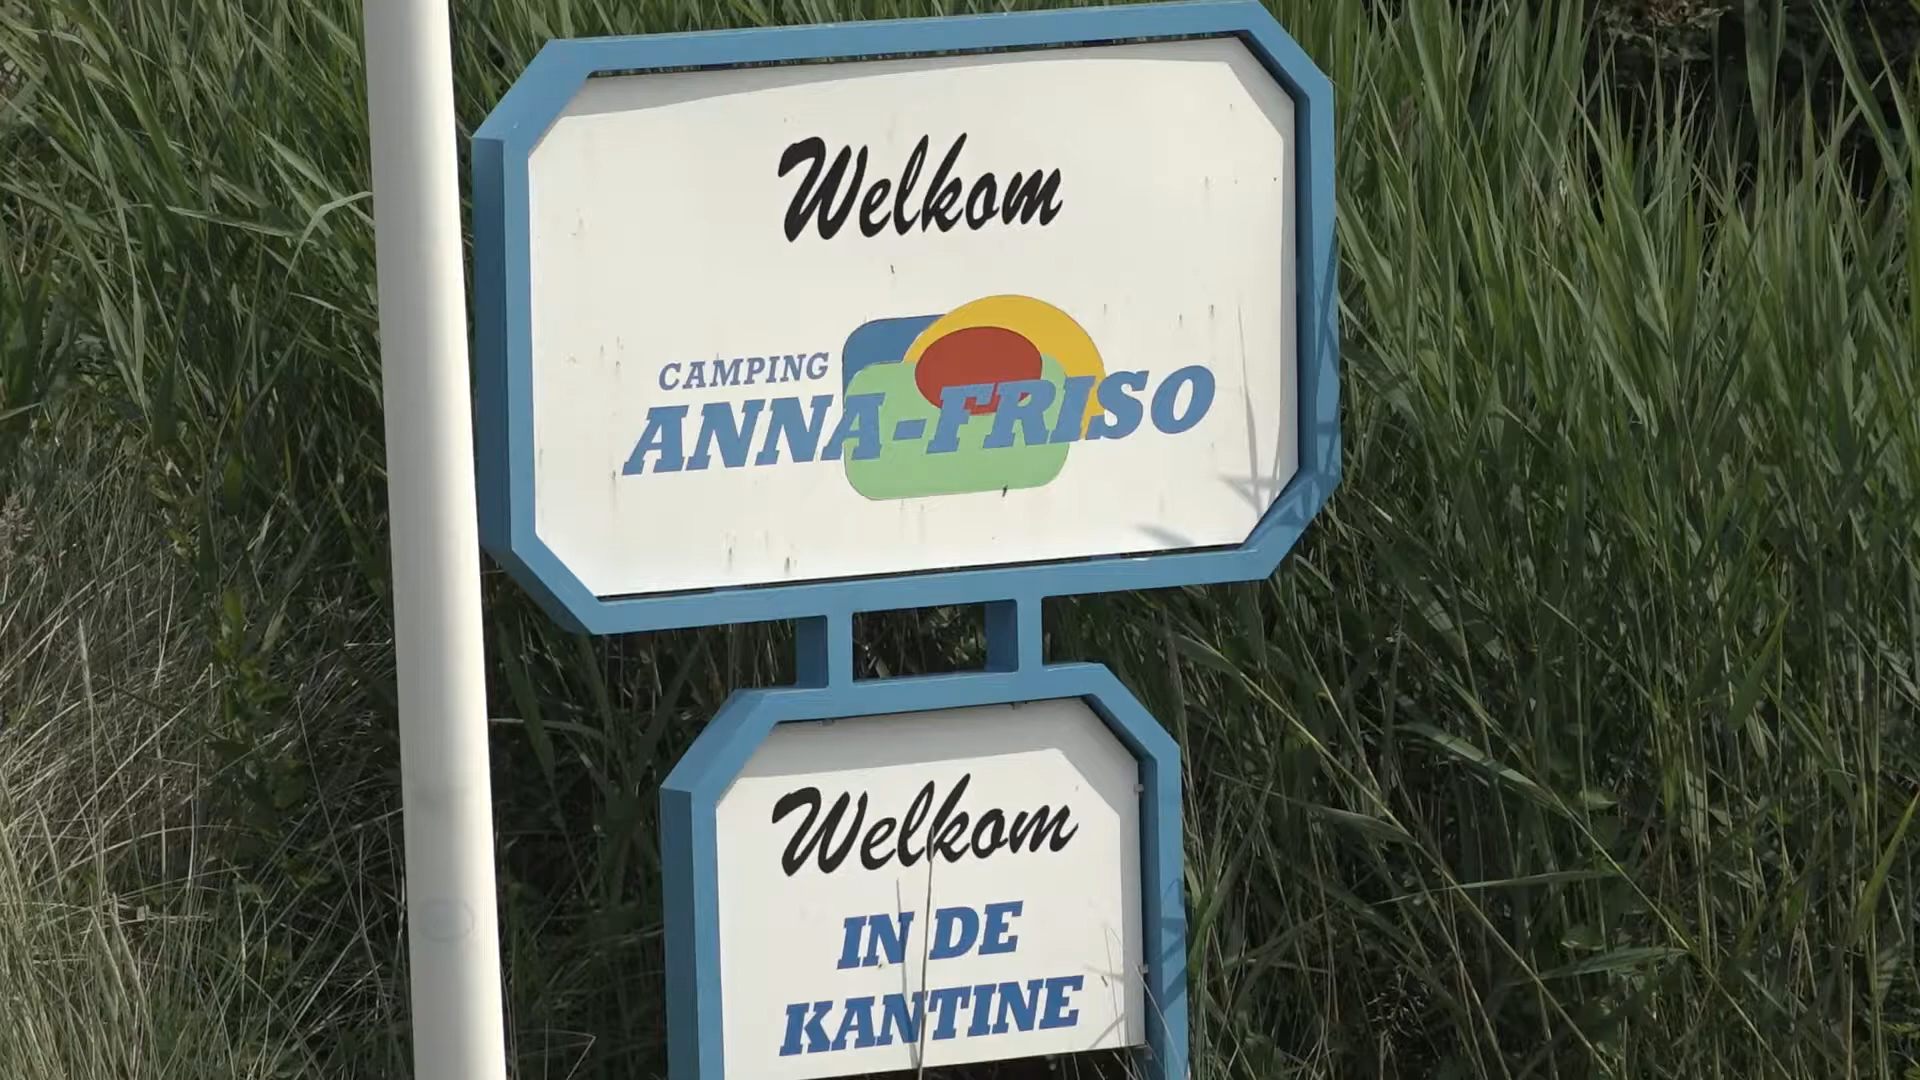 Welkom
CAMPING
ANNA-FRISO
Welkom
IN DE
KANTINE